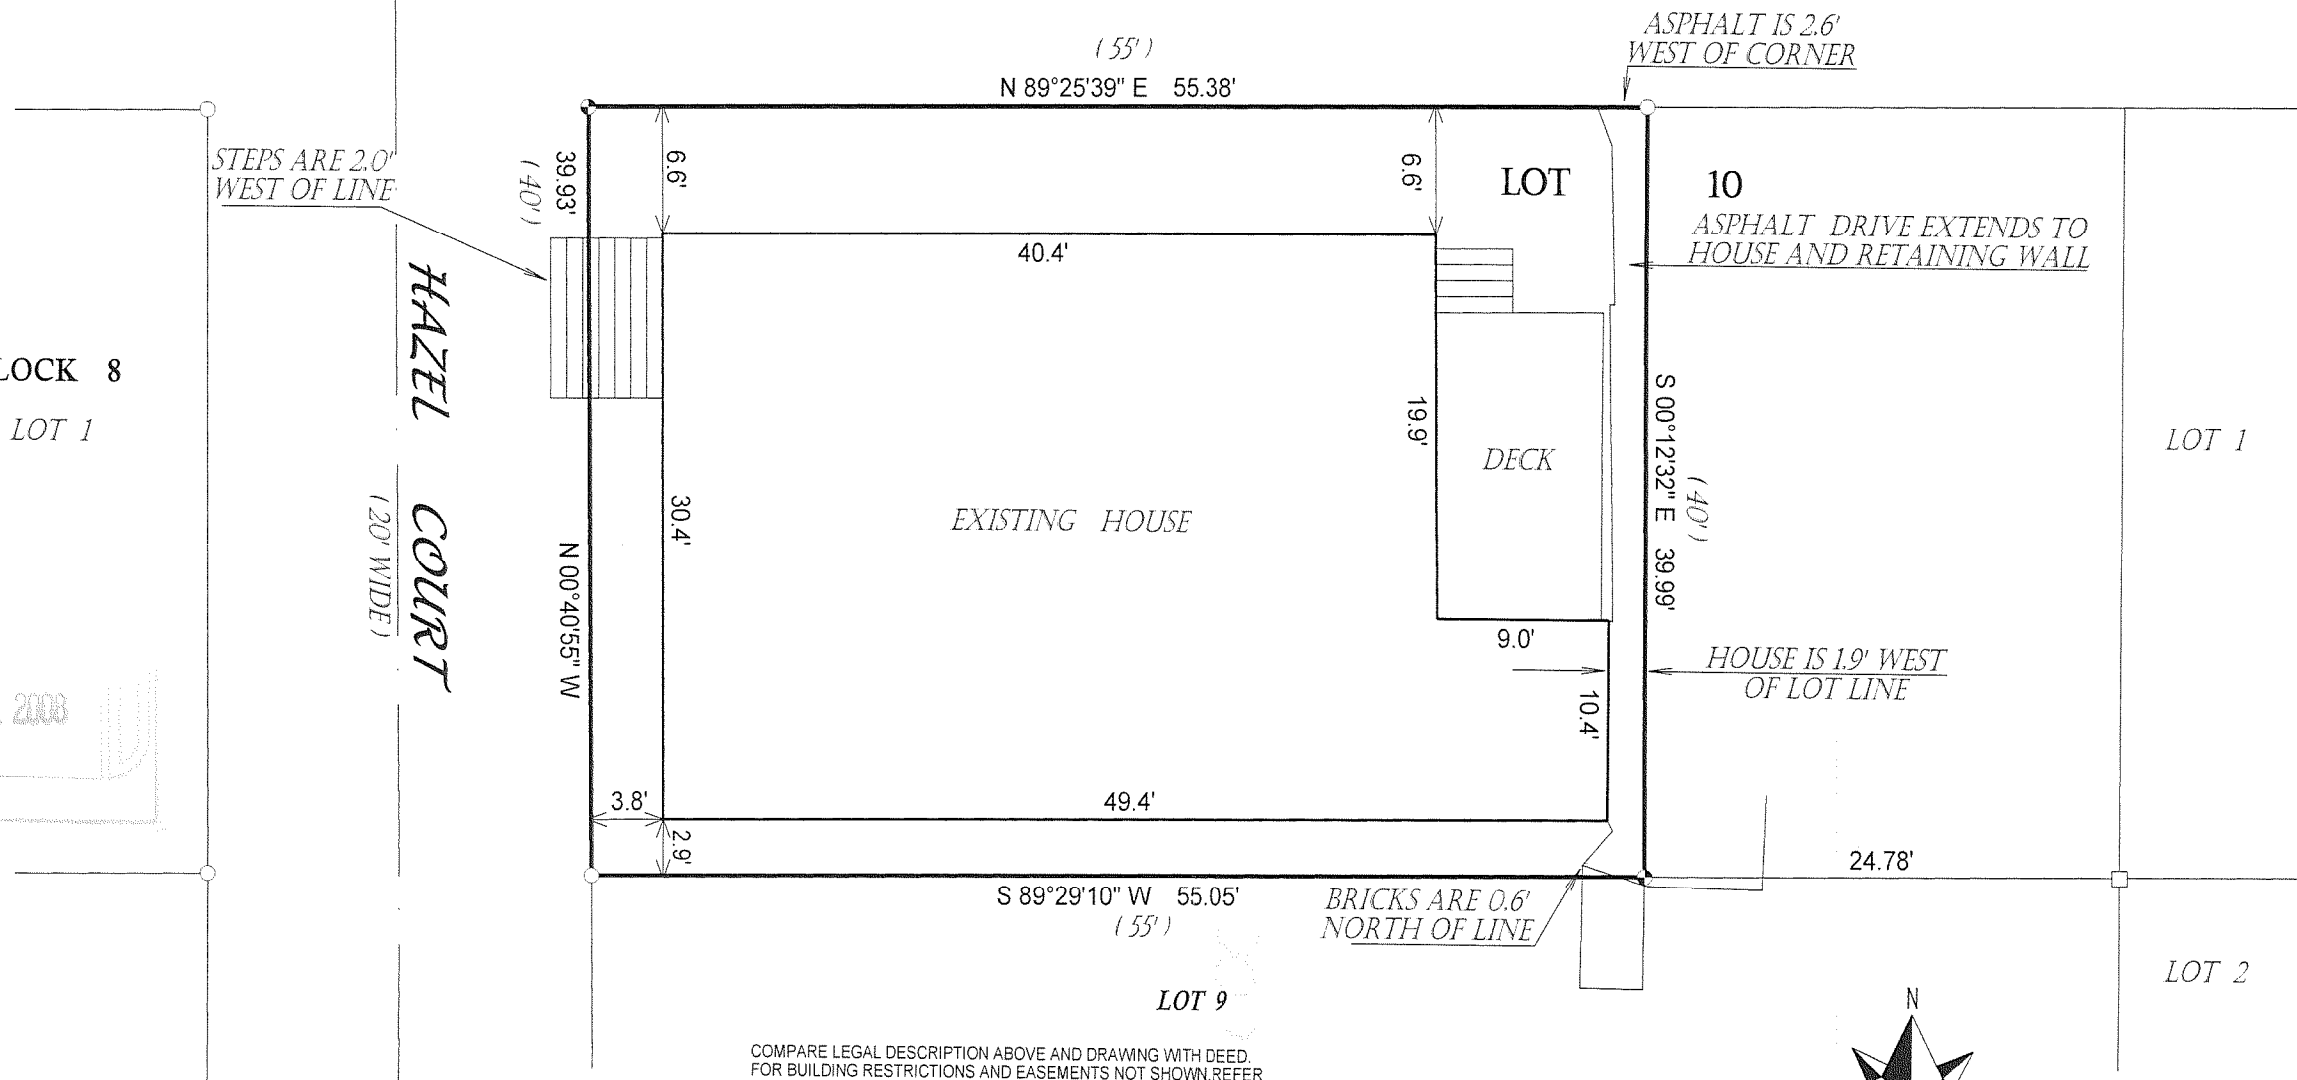 ASPHALT IS 2.6'
WEST OF CORNER
( 55' )
N 89°25'39" E 55.38'
STEPS ARE 2.0'
WEST OF LINE
39.93'
( 40' )
6.6'
6.6'
LOT 10
ASPHALT DRIVE EXTENDS TO
HOUSE AND RETAINING WALL
40.4'
HAZEL COURT
( 20' WIDE )
LOCK 8
LOT 1
19.9'
DECK
S 00°12'32" E 39.99'
( 40' )
LOT 1
EXISTING HOUSE
30.4'
N 00°40'55" W
9.0'
HOUSE IS 1.9' WEST
OF LOT LINE
10.4'
2008
3.8'
49.4'
2.9'
24.78'
S 89°29'10" W 55.05'
( 55' )
BRICKS ARE 0.6'
NORTH OF LINE
LOT 9
LOT 2
N
COMPARE LEGAL DESCRIPTION ABOVE AND DRAWING WITH DEED.
FOR BUILDING RESTRICTIONS AND EASEMENTS NOT SHOWN,REFER